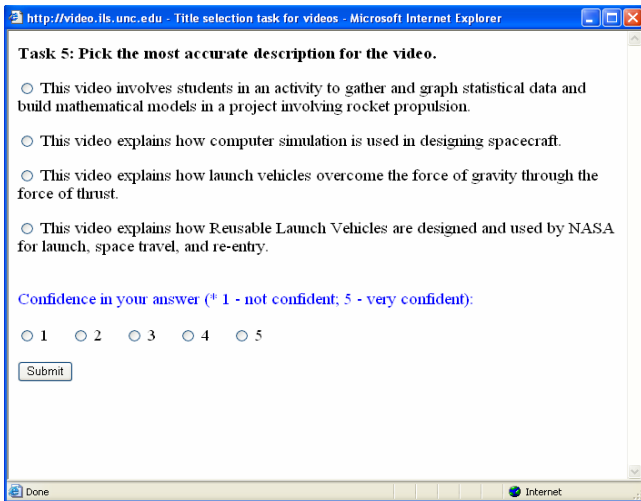 http://video.ils.unc.edu - Title selection task for videos - Microsoft Internet Explorer
Task 5: Pick the most accurate description for the video.
This video involves students in an activity to gather and graph statistical data and
build mathematical models in a project involving rocket propulsion.
This video explains how computer simulation is used in designing spacecraft.
This video explains how launch vehicles overcome the force of gravity through the
force of thrust.
This video explains how Reusable Launch Vehicles are designed and used by NASA
for launch, space travel, and re-entry.
Confidence in your answer (* 1 - not confident; 5 - very confident):
1 2 3 4 5
Submit
Done Internet